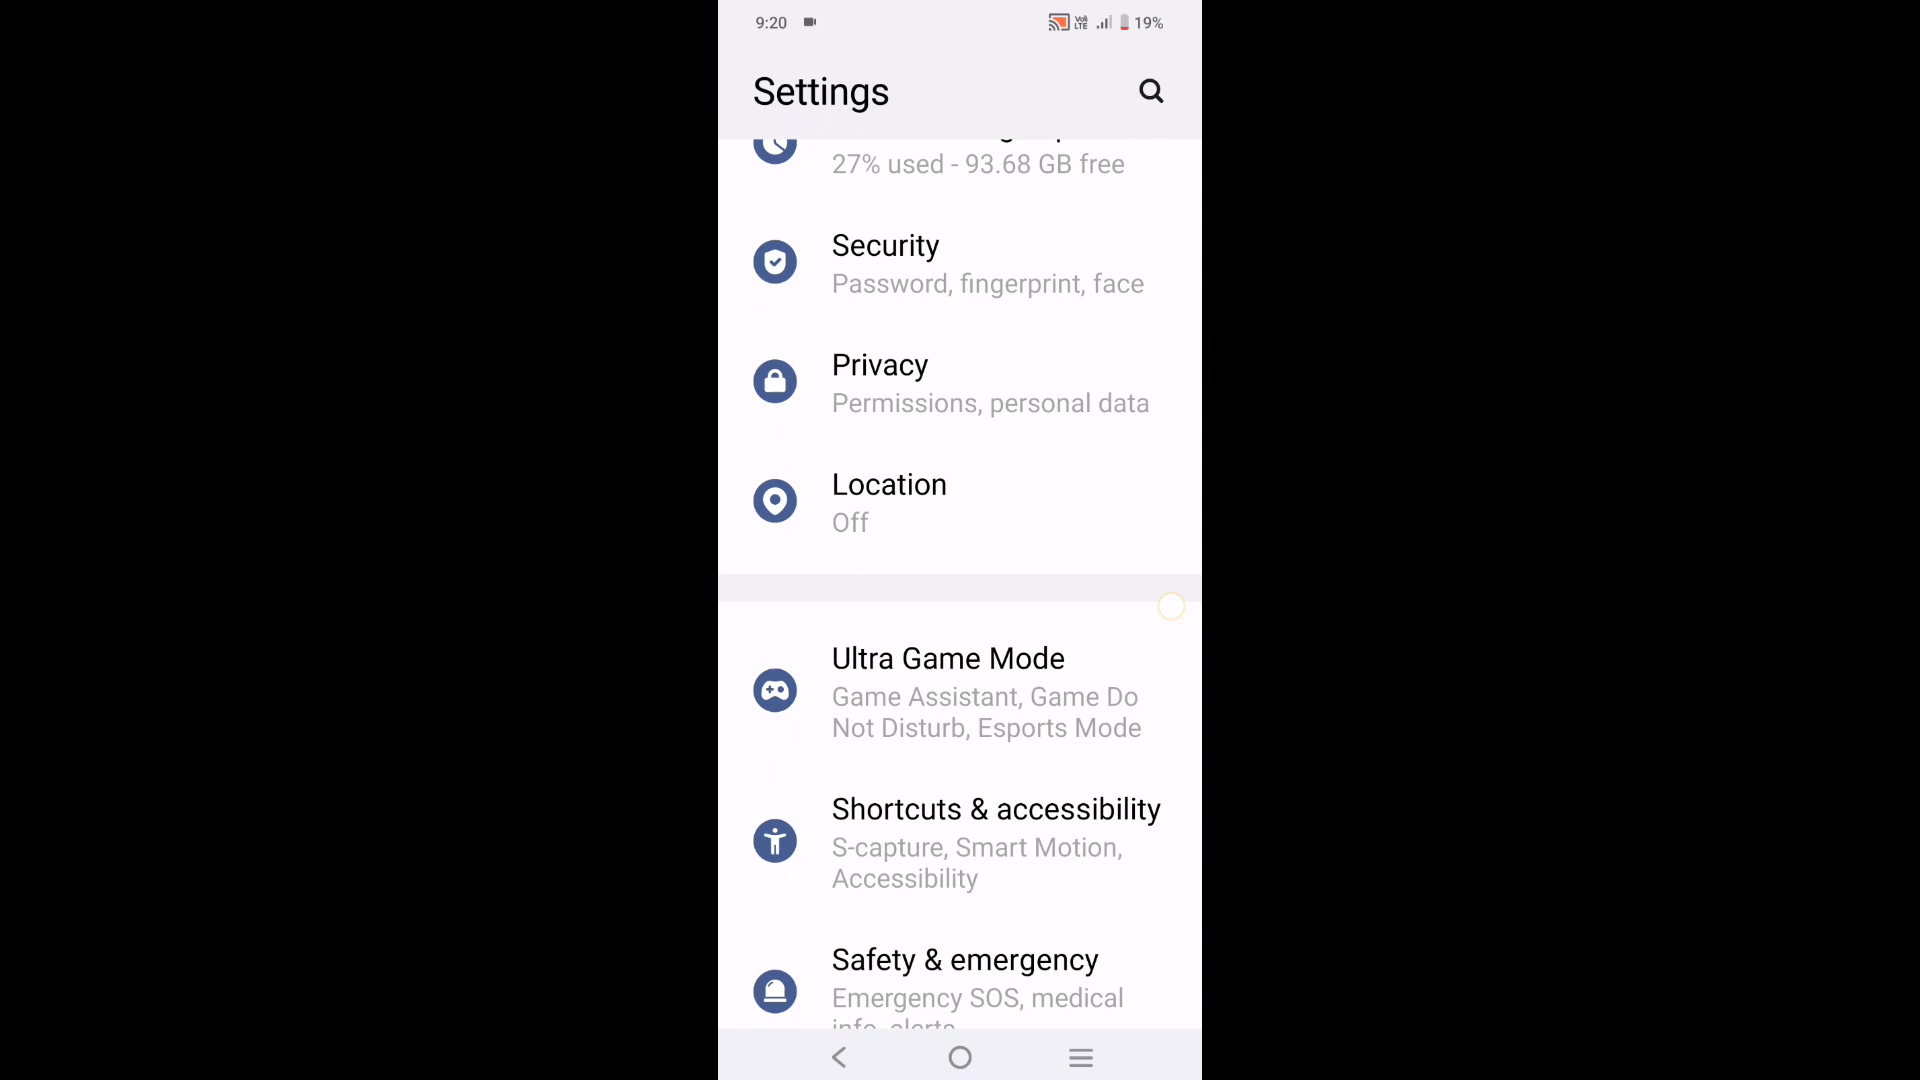 9:20
Vo)) LTE
19%
Settings
27% used - 93.68 GB free
Security
Password, fingerprint, face
Privacy
Permissions, personal data
Location
Off
Ultra Game Mode
Game Assistant, Game Do
Not Disturb, Esports Mode
Shortcuts & accessibility
S-capture, Smart Motion,
Accessibility
Safety & emergency
Emergency SOS, medical
info, alerts